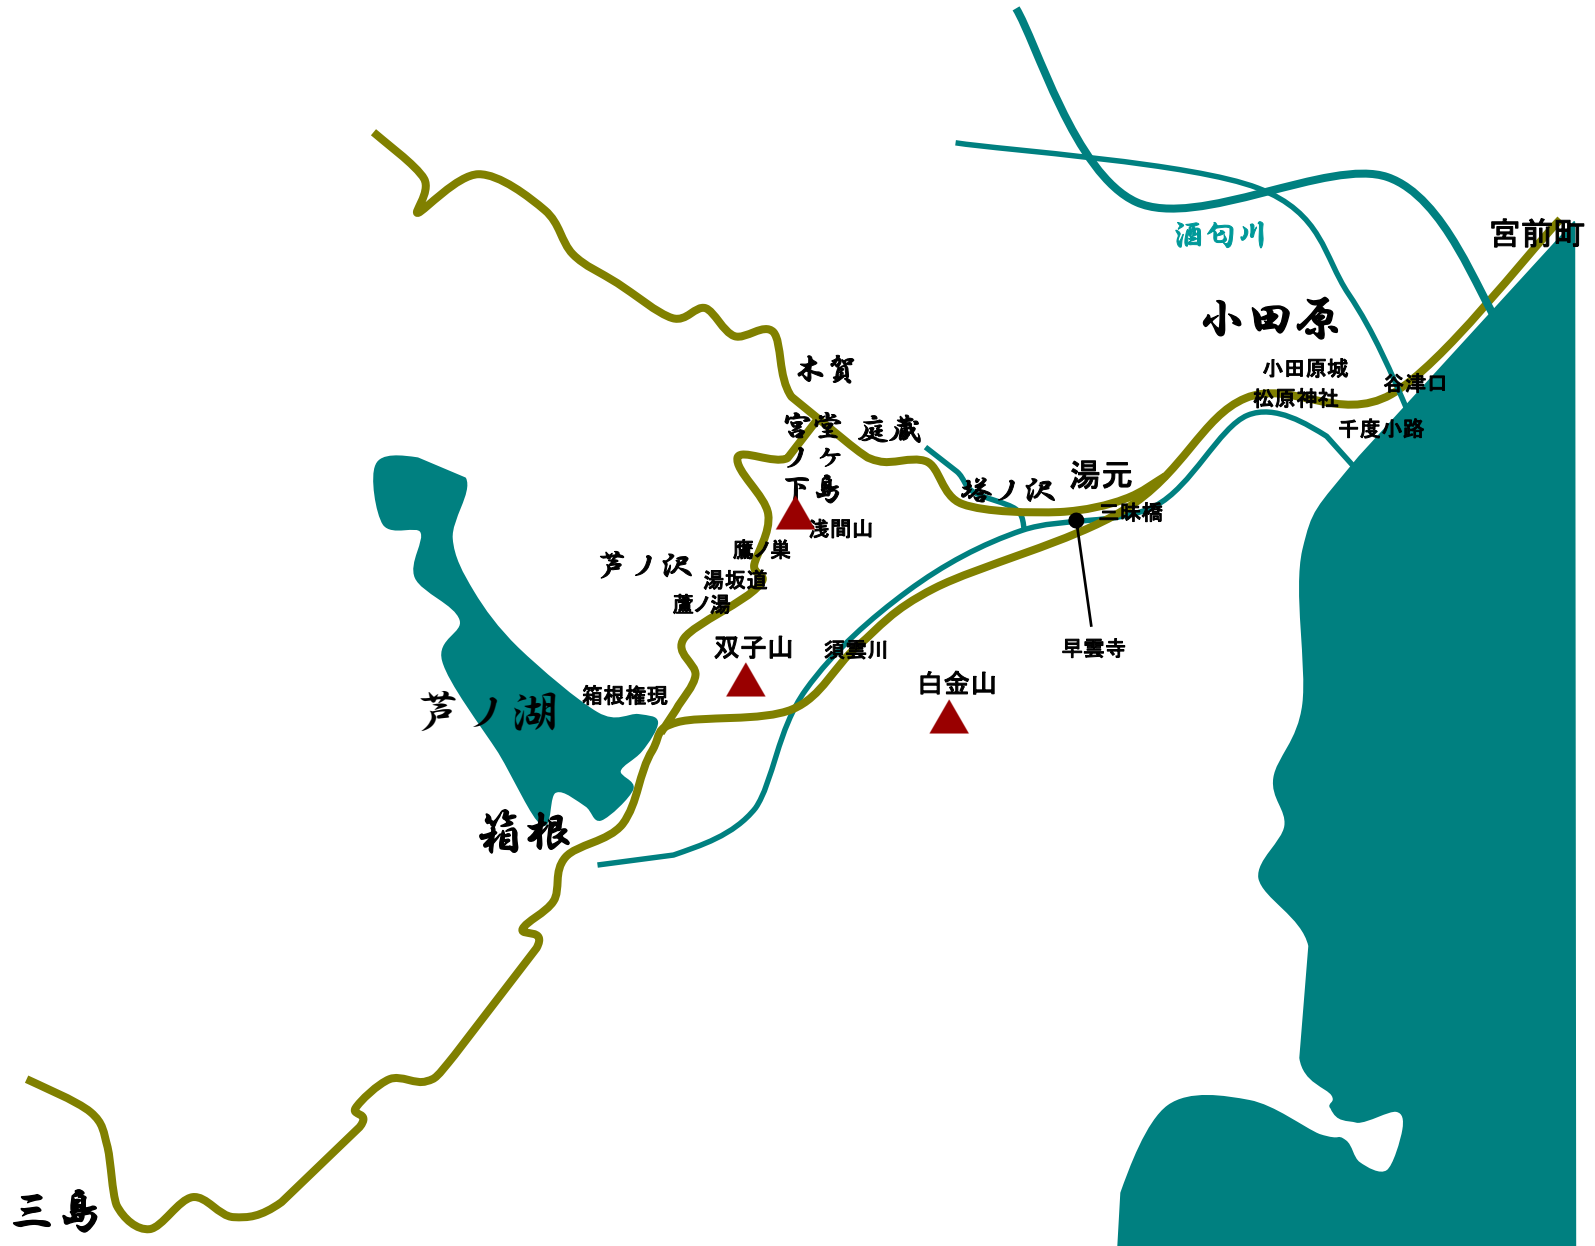 宮前町
酒匂川
小田原
小田原城
谷津口
松原神社
千度小路
木賀
宮ノ下
堂ヶ島
庭蔵
塔ノ沢
湯元
三昧橋
浅間山
鷹ノ巣
芦ノ沢
湯坂道
蘆ノ湯
双子山
須雲川
早雲寺
白金山
箱根権現
芦ノ湖
箱根
三島